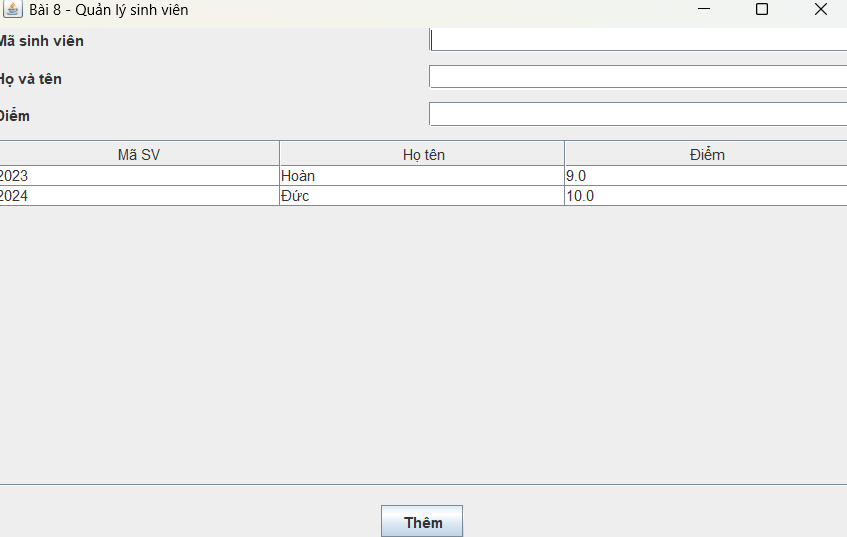 Bài 8 - Quản lý sinh viên
Mã sinh viên
Họ và tên
Điểm
Mã SV Họ tên Điểm
2023 Hoàn 9.0
2024 Đức 10.0
Thêm